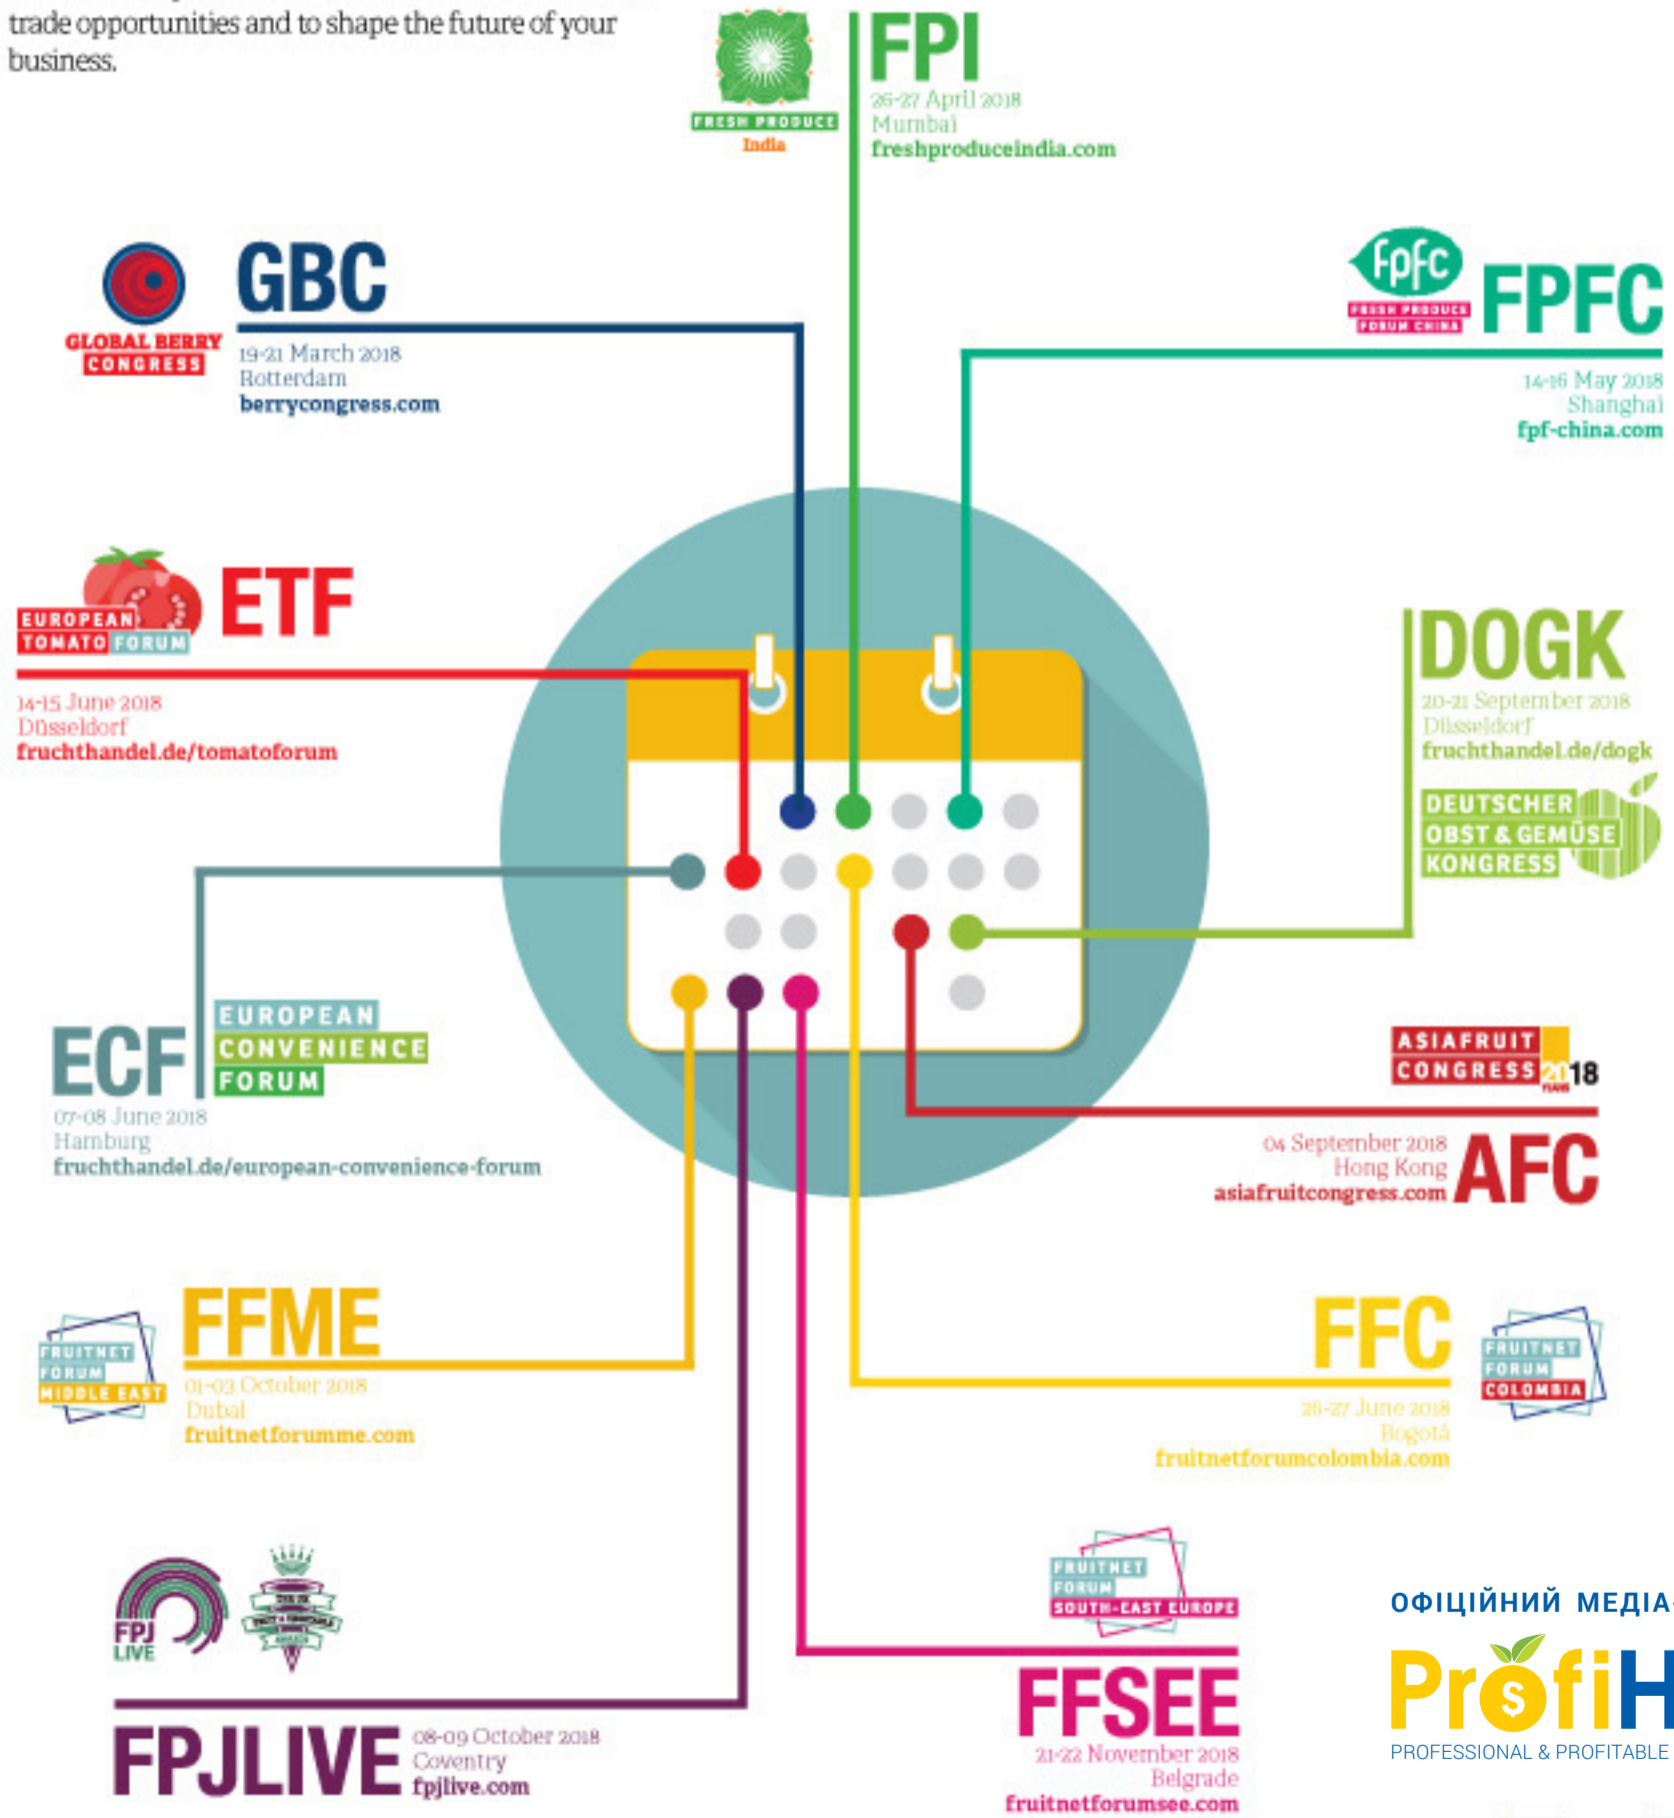 trade opportunities and to shape the future of your
business.
FRESH PRODUCE
India
FPI
26-27 April 2018
Mumbai
freshproduceindia.com
GLOBAL BERRY
CONGRESS
GBC
19-21 March 2018
Rotterdam
berrycongress.com
fpfc
FRESH PRODUCE
FORUM CHINA
FPFC
14-16 May 2018
Shanghai
fpf-china.com
EUROPEAN
TOMATO FORUM
ETF
14-15 June 2018
Düsseldorf
fruchthandel.de/tomatoforum
DOGK
20-21 September 2018
Düsseldorf
fruchthandel.de/dogk
DEUTSCHER
OBST & GEMÜSE
KONGRESS
ECF
EUROPEAN
CONVENIENCE
FORUM
07-08 June 2018
Hamburg
fruchthandel.de/european-convenience-forum
ASIAFRUIT
CONGRESS 2018
YEARS
04 September 2018
Hong Kong
asiafruitcongress.com
AFC
FRUITNET
FORUM
MIDDLE EAST
FFME
01-03 October 2018
Dubai
fruitnetforumme.com
FFC
26-27 June 2018
Bogotá
fruitnetforumcolombia.com
FRUITNET
FORUM
COLOMBIA
FPJ
LIVE
FPJLIVE
08-09 October 2018
Coventry
fpjlive.com
FRUITNET
FORUM
SOUTH-EAST EUROPE
FFSEE
21-22 November 2018
Belgrade
fruitnetforumsee.com
ОФІЦІЙНИЙ МЕДІА-
ProfiH
PROFESSIONAL & PROFITABLE